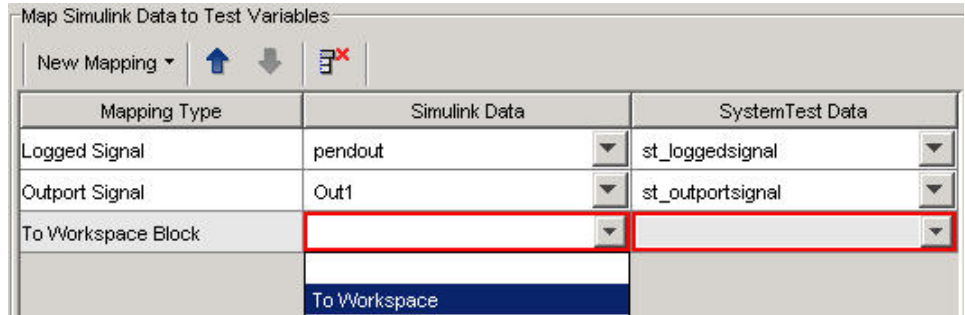 Map Simulink Data to Test Variables
New Mapping
Mapping Type Simulink Data SystemTest Data
Logged Signal pendout st_loggedsignal
Outport Signal Out1 st_outportsignal
To Workspace Block
To Workspace